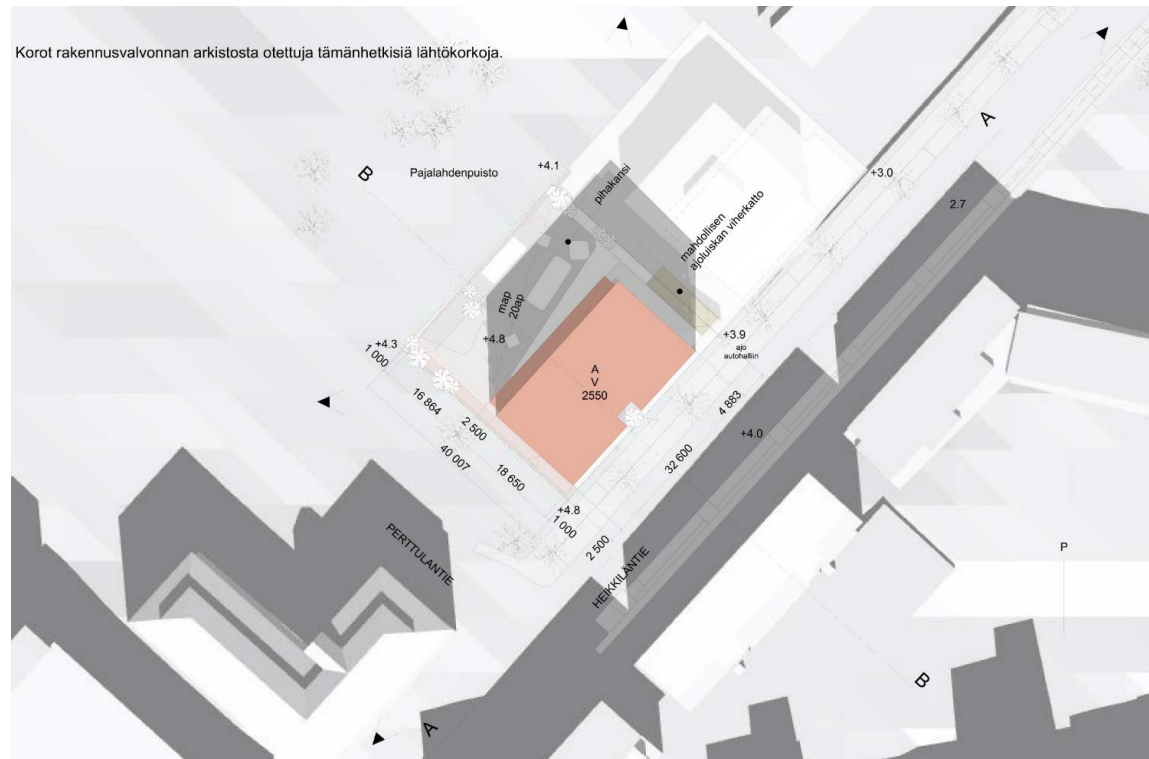 Korot rakennusvalvonnan arkistosta otettuja tämänhetkisiä lähtökorkoja.
A
B
Pajalahdenpuisto
+4.1
+3.0
pihakansi
2.7
mahdollisen
ajoluiskan viherkatto
map
20ap
+4.3
+4.8
+3.9
ajo
autohalliin
1 000
A
V
2550
16 864
2 500
4 883
+4.0
40 007
18 650
32 600
+4.8
1 000
2 500
PERTTULANTIE
HEIKKILÄNTIE
P
B
A